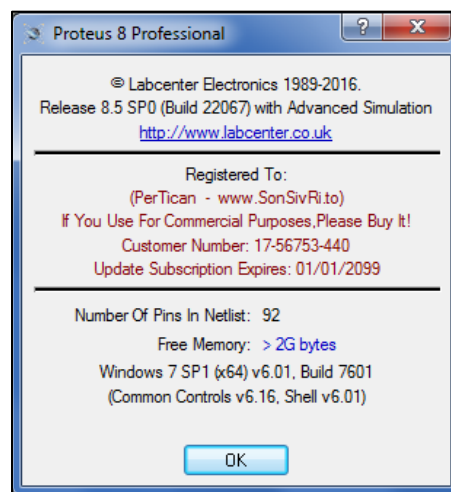 Proteus 8 Professional
© Labcenter Electronics 1989-2016.
Release 8.5 SP0 (Build 22067) with Advanced Simulation
http://www.labcenter.co.uk
Registered To:
(PerTican - www.SonSivRi.to)
If You Use For Commercial Purposes,Please Buy It!
Customer Number: 17-56753-440
Update Subscription Expires: 01/01/2099
Number Of Pins In Netlist: 92
Free Memory: > 2G bytes
Windows 7 SP1 (x64) v6.01, Build 7601
(Common Controls v6.16, Shell v6.01)
OK